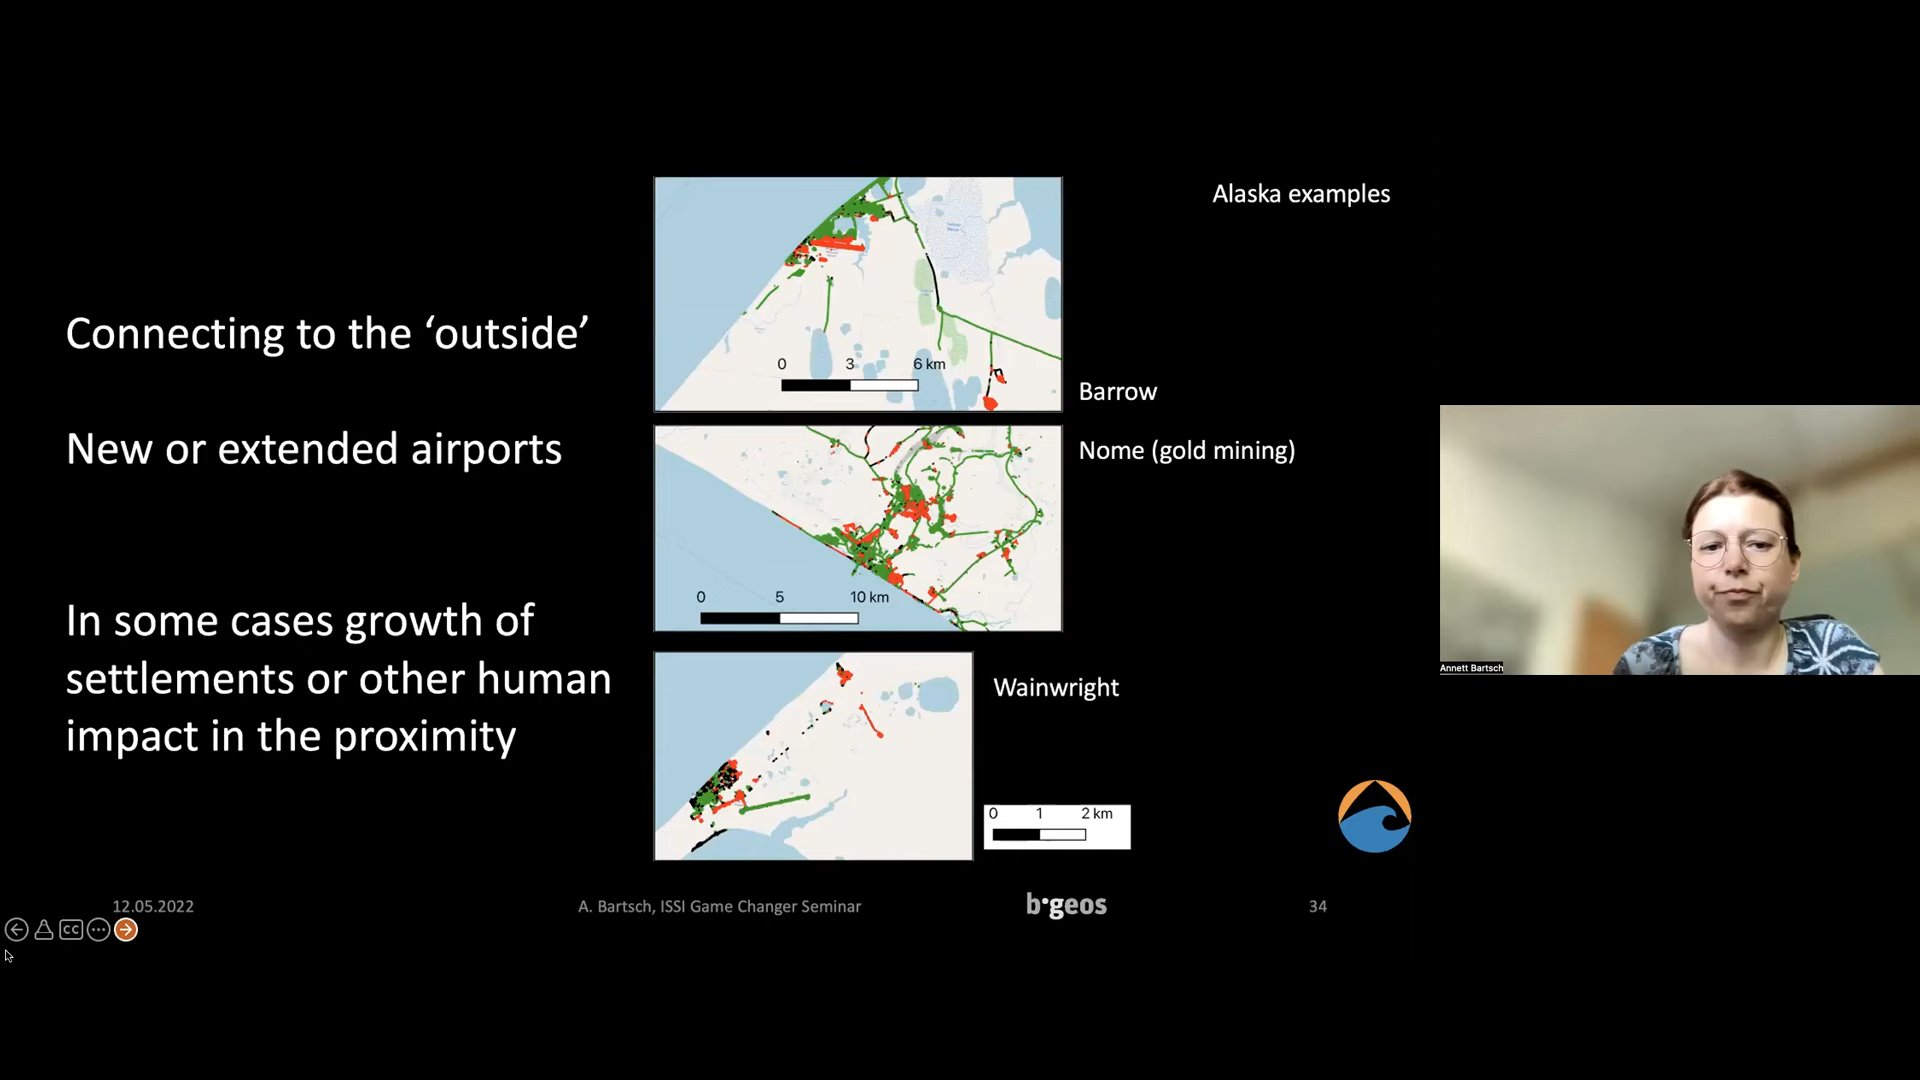 Alaska examples
Connecting to the ‘outside’
New or extended airports
In some cases growth of
settlements or other human
impact in the proximity
0 3 6 km
Barrow
Nome (gold mining)
0 5 10 km
Wainwright
0 1 2 km
Annett Bartsch
12.05.2022
A. Bartsch, ISSI Game Changer Seminar
b•geos
34
CC